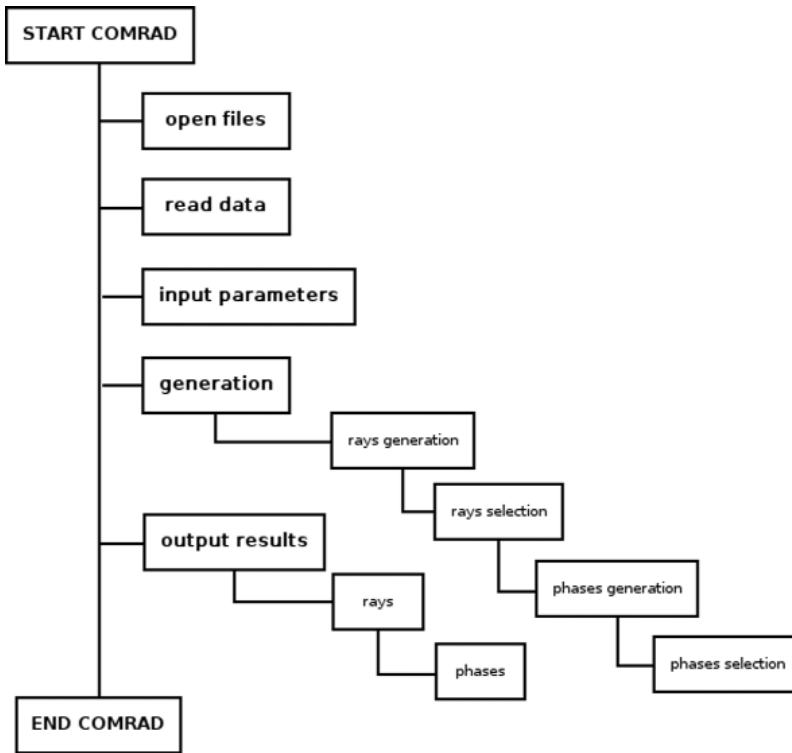 START COMRAD
open files
read data
input parameters
generation
rays generation
rays selection
output results
phases generation
rays
phases selection
phases
END COMRAD